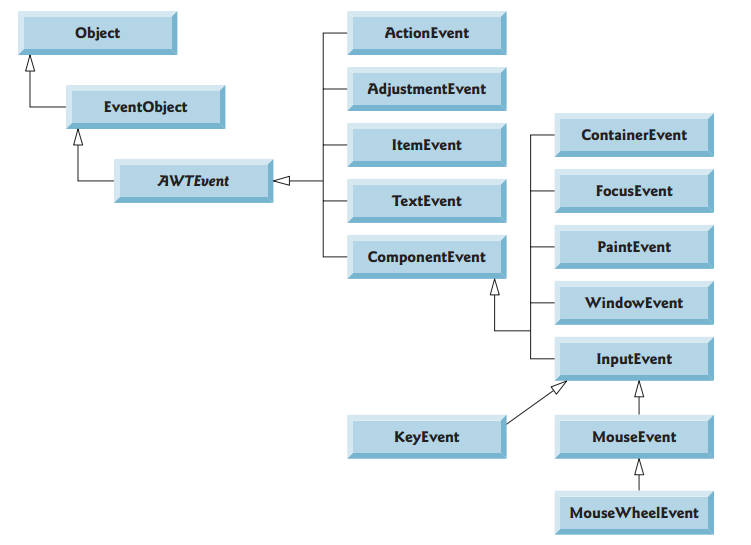 Object
EventObject
AWTEvent
ActionEvent
AdjustmentEvent
ItemEvent
TextEvent
ComponentEvent
ContainerEvent
FocusEvent
PaintEvent
WindowEvent
InputEvent
KeyEvent
MouseEvent
MouseWheelEvent